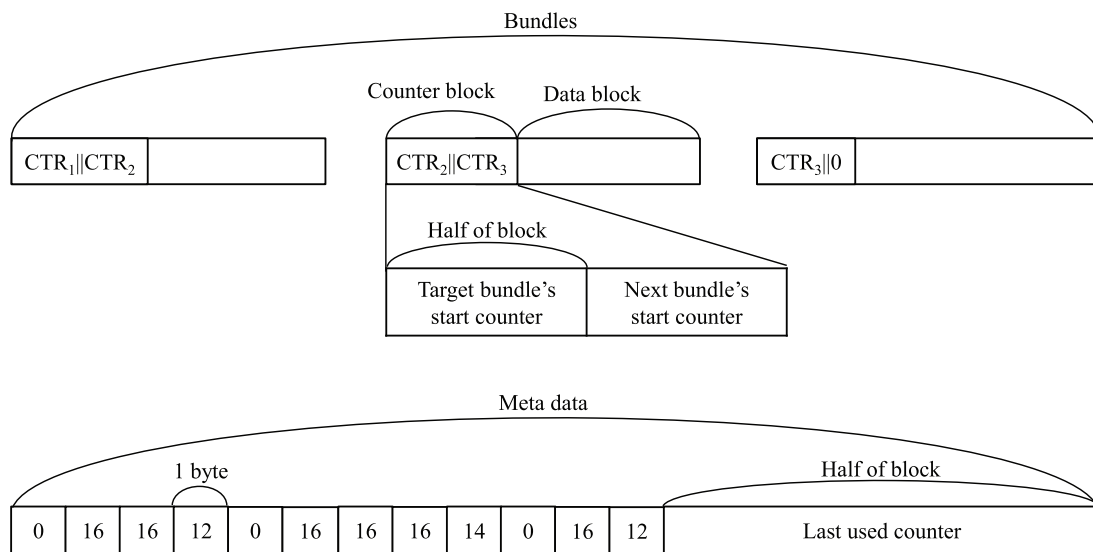 Bundles
Counter block
Data block
CTR₁||CTR₂
CTR₂||CTR₃
CTR₃||0
Half of block
Target bundle's
start counter
Next bundle's
start counter
Meta data
1 byte
Half of block
0 16 16 12 0 16 16 16 14 0 16 12 Last used counter